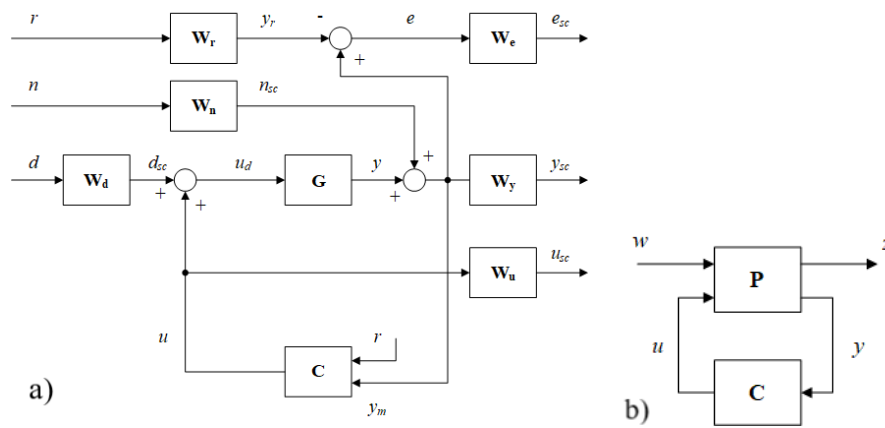 r
y_r
-
e
e_sc
W_r
W_e
+
n
n_sc
W_n
d
d_sc
u_d
y
+
y_sc
W_d
G
W_y
+
+
+
w
z
P
u_sc
W_u
u
y
u
r
C
C
a)
y_m
b)